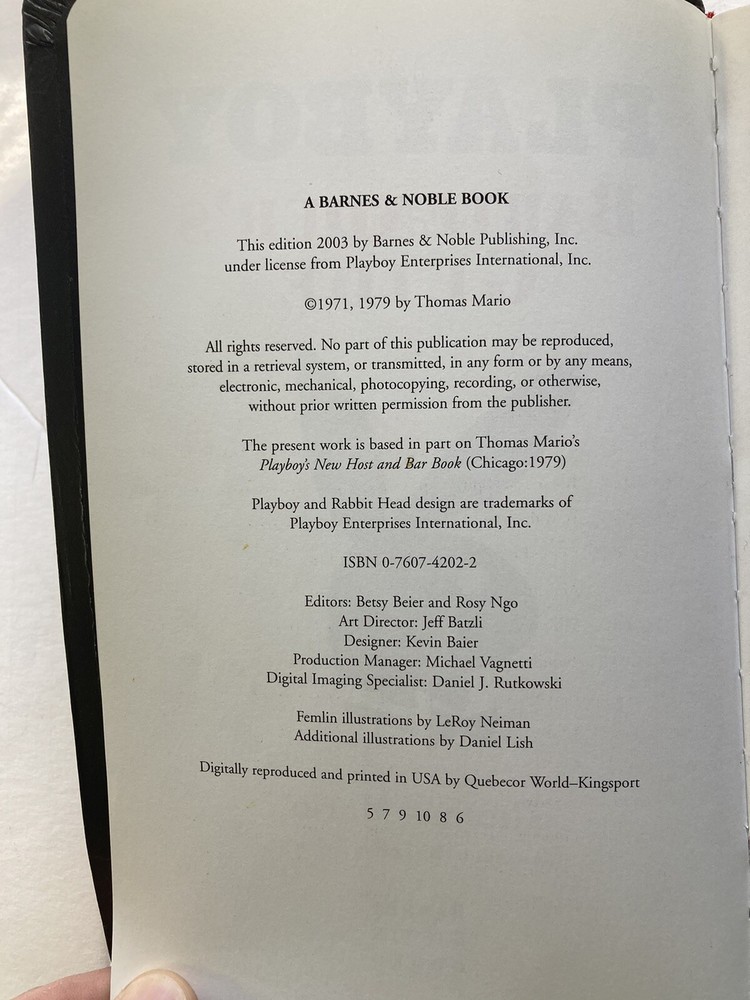 A BARNES & NOBLE BOOK
This edition 2003 by Barnes & Noble Publishing, Inc.
under license from Playboy Enterprises International, Inc.
©1971, 1979 by Thomas Mario
All rights reserved. No part of this publication may be reproduced,
stored in a retrieval system, or transmitted, in any form or by any means,
electronic, mechanical, photocopying, recording, or otherwise,
without prior written permission from the publisher.
The present work is based in part on Thomas Mario's
Playboy's New Host and Bar Book (Chicago:1979)
Playboy and Rabbit Head design are trademarks of
Playboy Enterprises International, Inc.
ISBN 0-7607-4202-2
Editors: Betsy Beier and Rosy Ngo
Art Director: Jeff Batzli
Designer: Kevin Baier
Production Manager: Michael Vagnetti
Digital Imaging Specialist: Daniel J. Rutkowski
Femlin illustrations by LeRoy Neiman
Additional illustrations by Daniel Lish
Digitally reproduced and printed in USA by Quebecor World–Kingsport
5 7 9 10 8 6